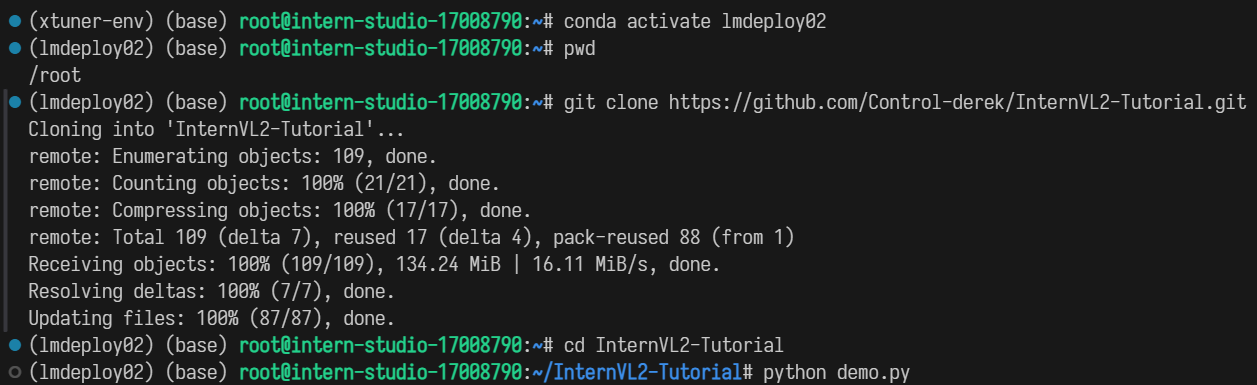 (xtuner-env) (base) root@intern-studio-17008790:~# conda activate lmdeploy02
(lmdeploy02) (base) root@intern-studio-17008790:~# pwd
/root
(lmdeploy02) (base) root@intern-studio-17008790:~# git clone https://github.com/Control-derek/InternVL2-Tutorial.git
Cloning into 'InternVL2-Tutorial'...
remote: Enumerating objects: 109, done.
remote: Counting objects: 100% (21/21), done.
remote: Compressing objects: 100% (17/17), done.
remote: Total 109 (delta 7), reused 17 (delta 4), pack-reused 88 (from 1)
Receiving objects: 100% (109/109), 134.24 MiB | 16.11 MiB/s, done.
Resolving deltas: 100% (7/7), done.
Updating files: 100% (87/87), done.
(lmdeploy02) (base) root@intern-studio-17008790:~# cd InternVL2-Tutorial
(lmdeploy02) (base) root@intern-studio-17008790:~/InternVL2-Tutorial# python demo.py